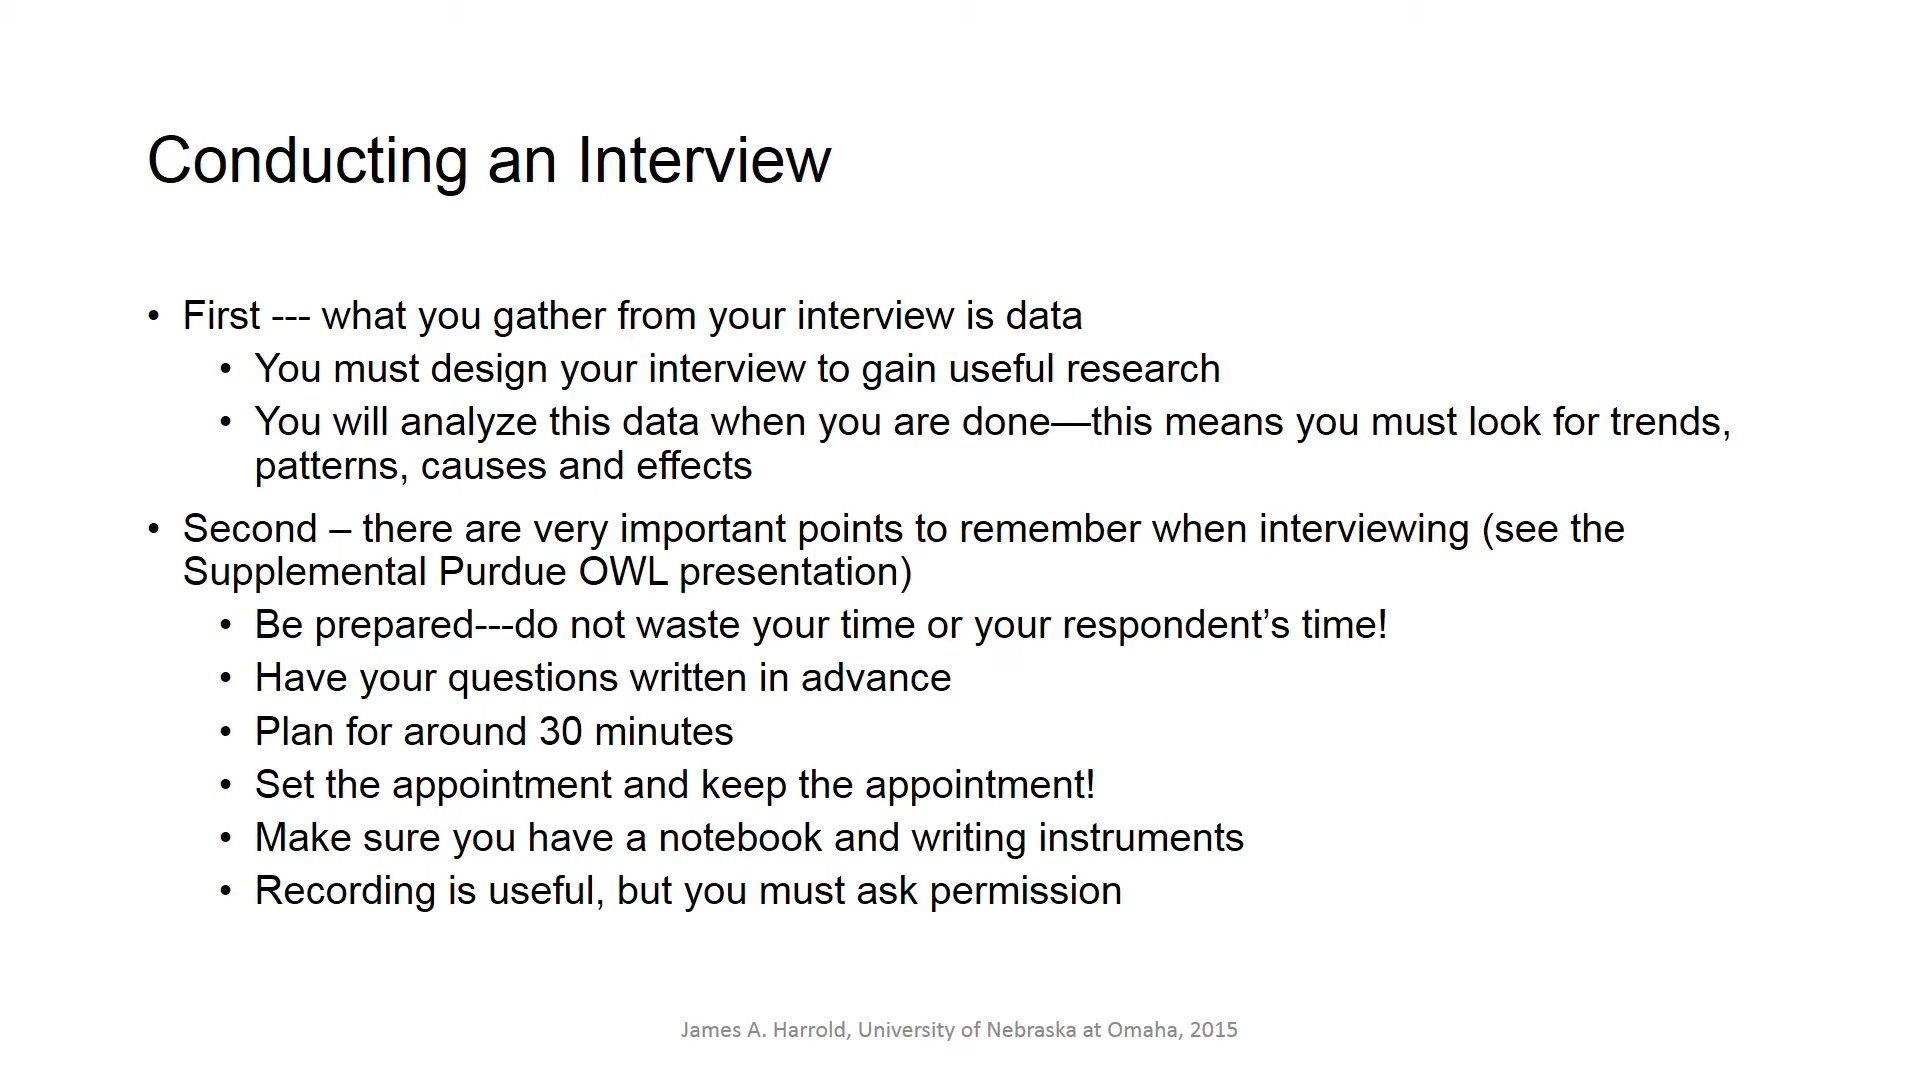 Conducting an Interview
• First --- what you gather from your interview is data
• You must design your interview to gain useful research
• You will analyze this data when you are done—this means you must look for trends,
patterns, causes and effects
• Second – there are very important points to remember when interviewing (see the
Supplemental Purdue OWL presentation)
• Be prepared---do not waste your time or your respondent’s time!
• Have your questions written in advance
• Plan for around 30 minutes
• Set the appointment and keep the appointment!
• Make sure you have a notebook and writing instruments
• Recording is useful, but you must ask permission
James A. Harrold, University of Nebraska at Omaha, 2015